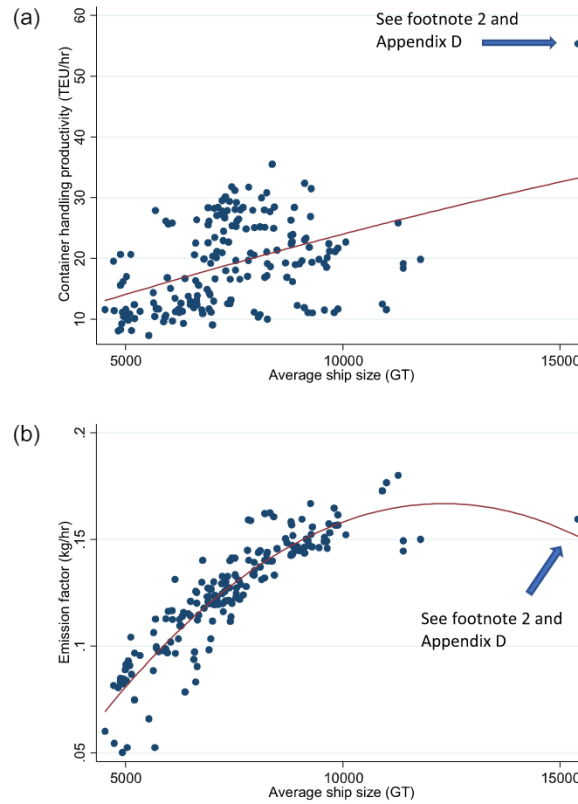 (a)
See footnote 2 and
Appendix D
Container handling productivity (TEU/hr)
60
50
40
30
20
10
5000
10000
15000
Average ship size (GT)
(b)
Emission factor (kg/hr)
.2
.15
.1
.05
See footnote 2 and
Appendix D
5000
10000
15000
Average ship size (GT)